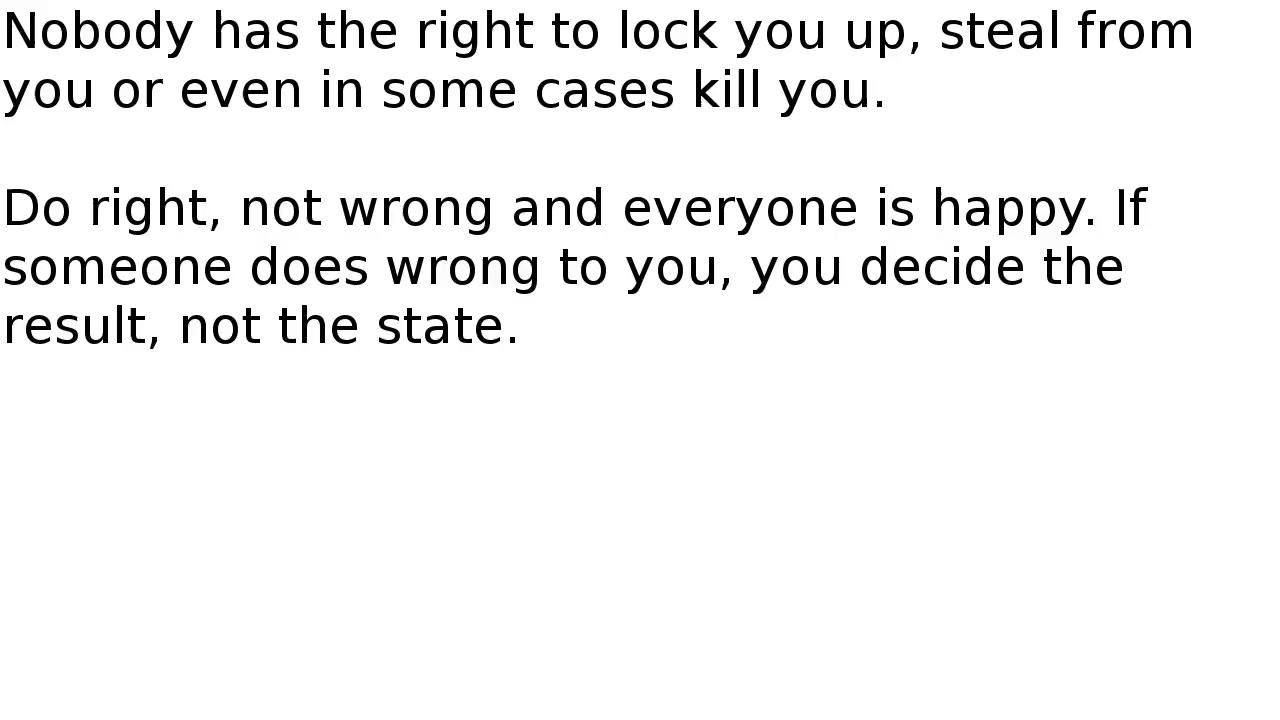 Nobody has the right to lock you up, steal from
you or even in some cases kill you.
Do right, not wrong and everyone is happy. If
someone does wrong to you, you decide the
result, not the state.